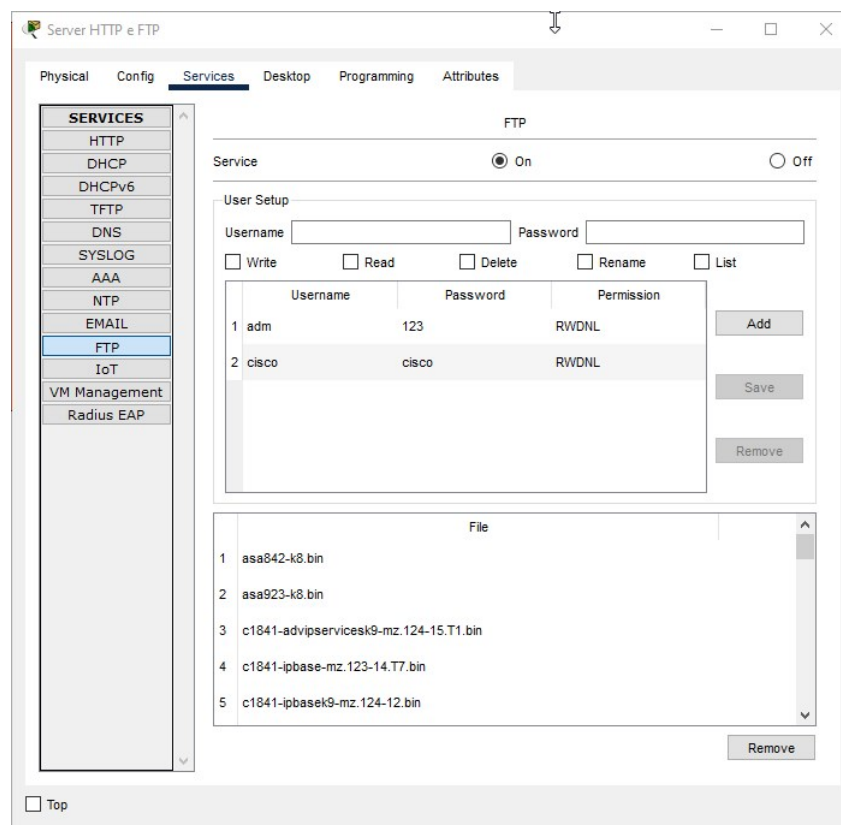 Server HTTP e FTP
Physical Config Services Desktop Programming Attributes
SERVICES
HTTP
DHCP
DHCPv6
TFTP
DNS
SYSLOG
AAA
NTP
EMAIL
FTP
IoT
VM Management
Radius EAP
FTP
Service On Off
User Setup
Username Password
Write Read Delete Rename List
Username Password Permission
1 adm 123 RWDNL
2 cisco cisco RWDNL
Add
Save
Remove
File
1 asa842-k8.bin
2 asa923-k8.bin
3 c1841-advipservicesk9-mz.124-15.T1.bin
4 c1841-ipbase-mz.123-14.T7.bin
5 c1841-ipbasek9-mz.124-12.bin
Remove
Top